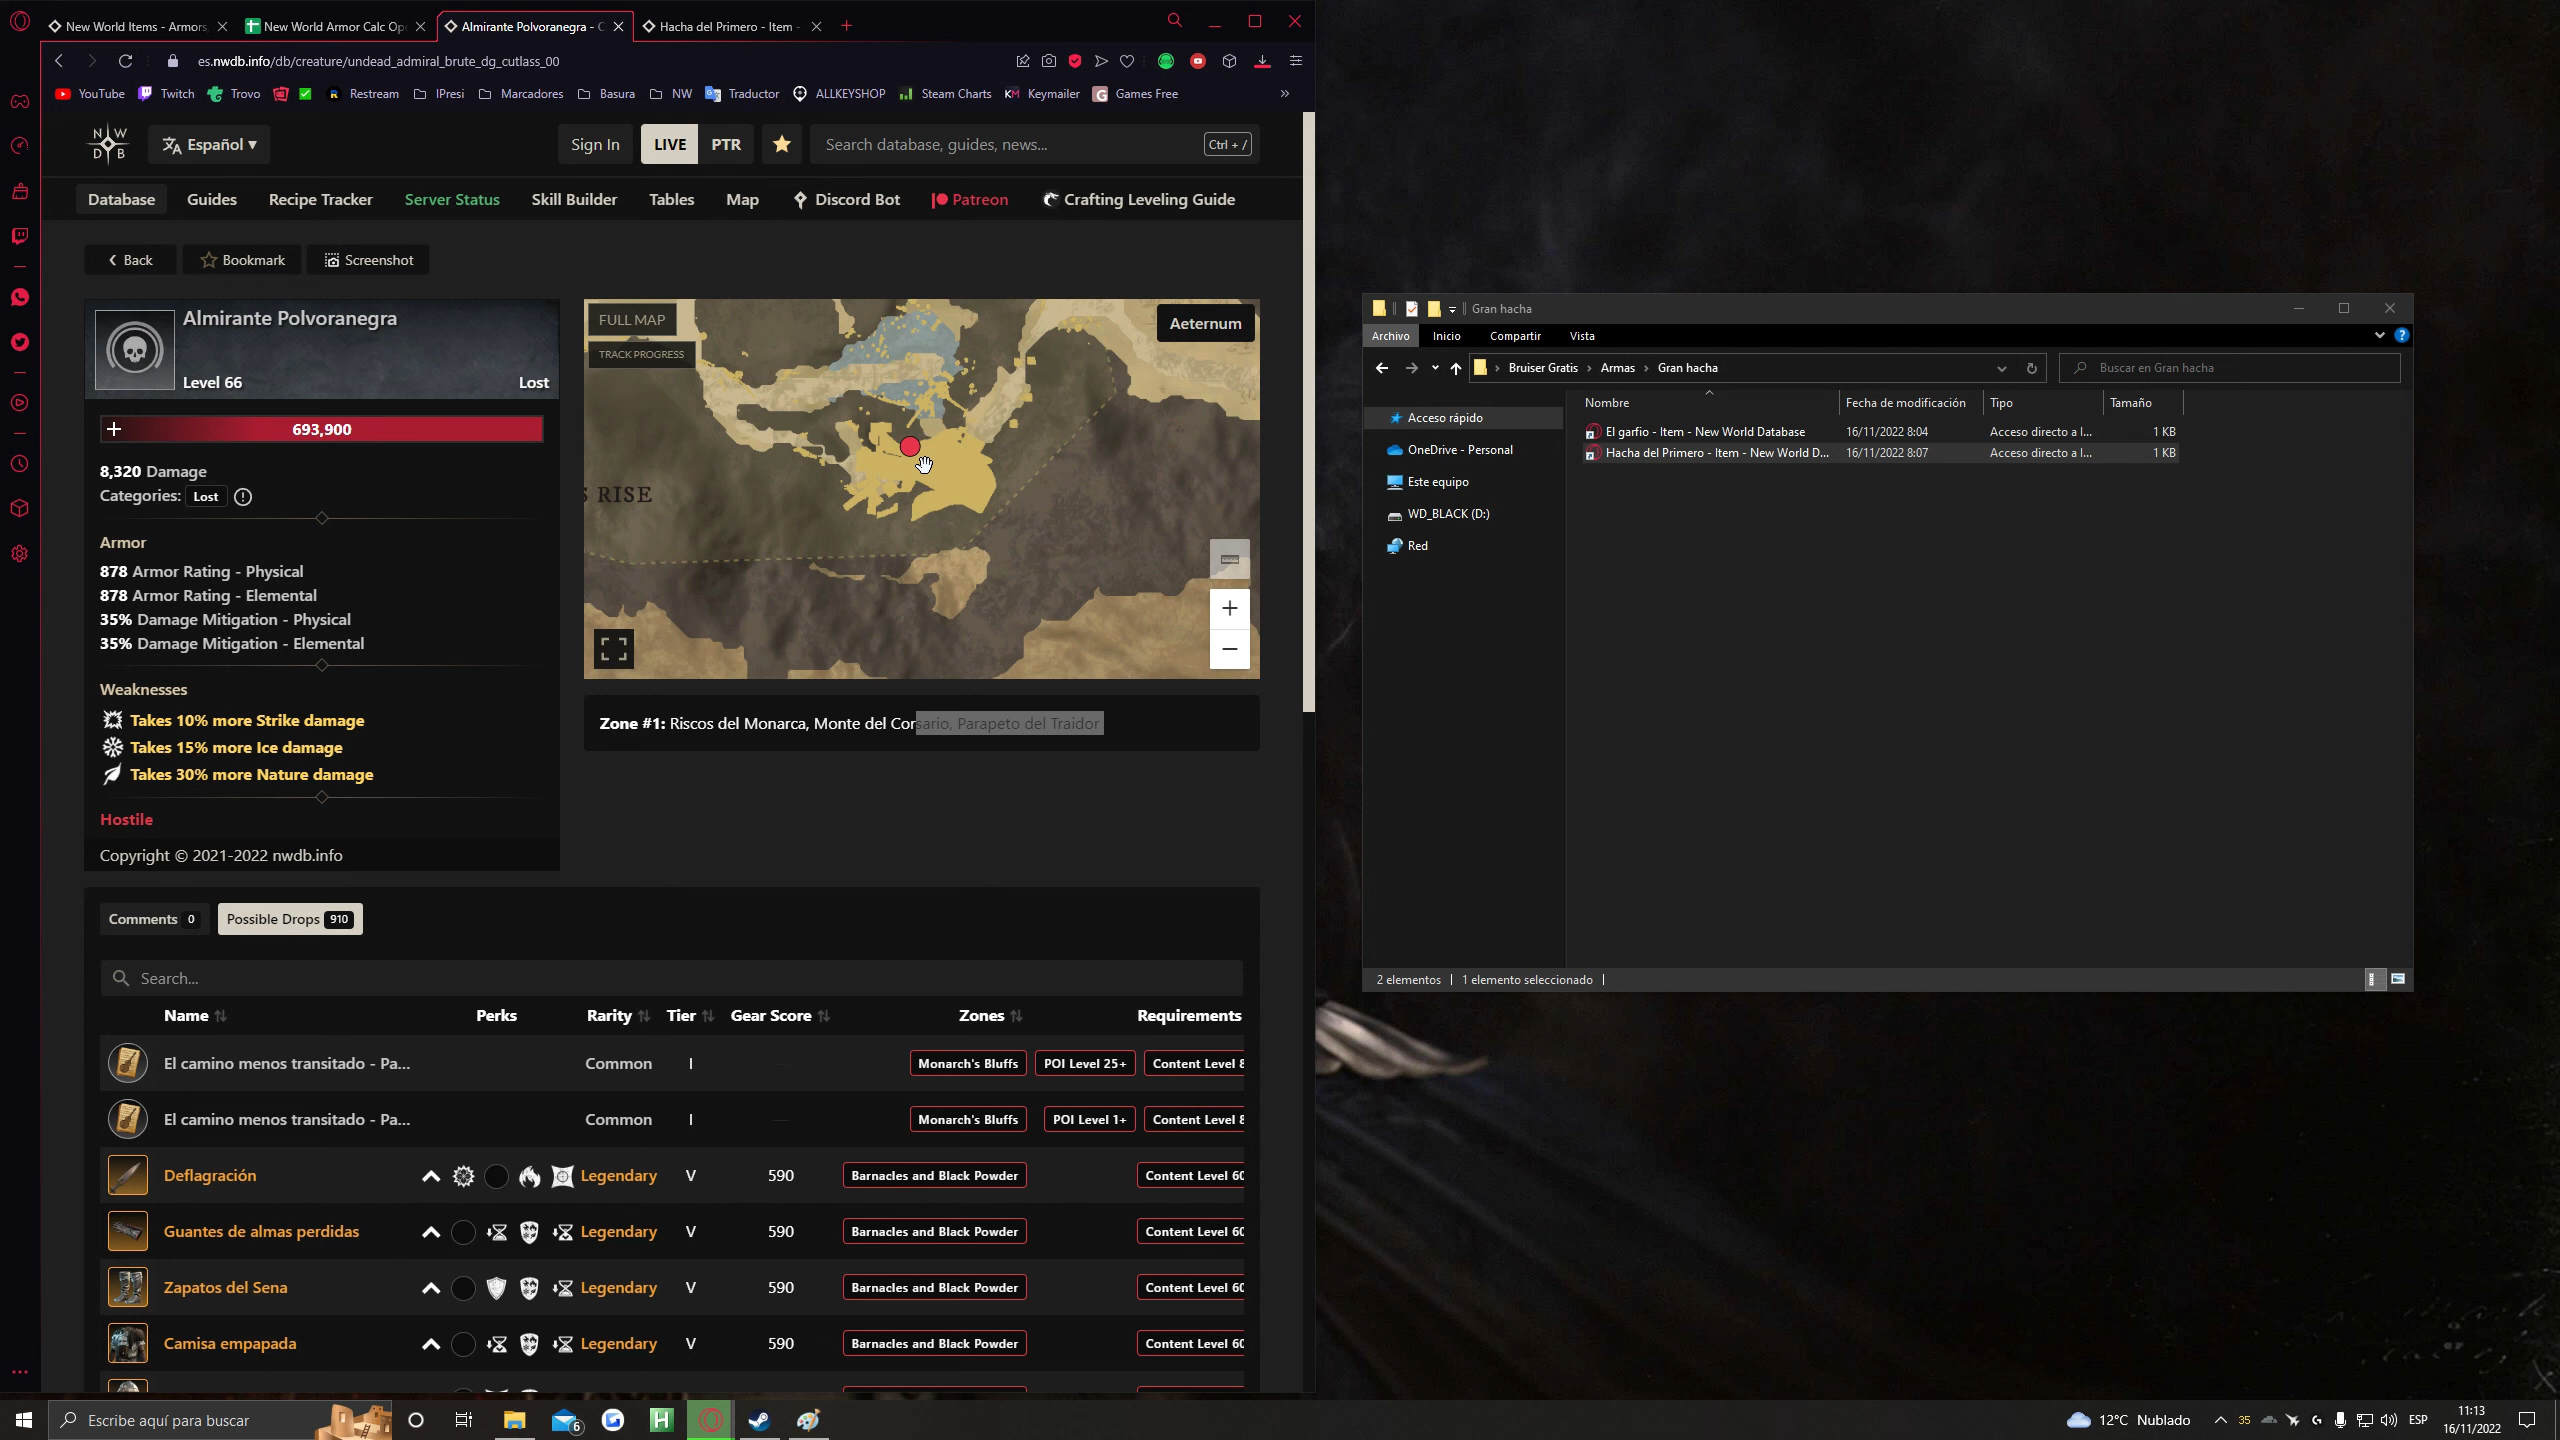 New World Items - Armors,
New World Armor Calc Op
Almirante Polvoranegra - C
Hacha del Primero - Item -
es.nwdb.info/db/creature/undead_admiral_brute_dg_cutlass_00
YouTube Twitch Trovo Restream IPresi Marcadores Basura NW Traductor ALLKEYSHOP Steam Charts Keymailer Games Free »
N W D B Español Sign In LIVE PTR Search database, guides, news... Ctrl + /
Database Guides Recipe Tracker Server Status Skill Builder Tables Map Discord Bot Patreon Crafting Leveling Guide
Back Bookmark Screenshot
Almirante Polvoranegra
Level 66 Lost
693,900
8,320 Damage
Categories: Lost
Armor
878 Armor Rating - Physical
878 Armor Rating - Elemental
35% Damage Mitigation - Physical
35% Damage Mitigation - Elemental
Weaknesses
Takes 10% more Strike damage
Takes 15% more Ice damage
Takes 30% more Nature damage
Hostile
Copyright © 2021-2022 nwdb.info
FULL MAP
TRACK PROGRESS
Aeternum
S RISE
Zone #1: Riscos del Monarca, Monte del Corsario, Parapeto del Traidor
Comments 0 Possible Drops 910
Search...
Name Perks Rarity Tier Gear Score Zones Requirements
El camino menos transitado - Pa... Common I Monarch's Bluffs POI Level 25+ Content Level 8
El camino menos transitado - Pa... Common I Monarch's Bluffs POI Level 1+ Content Level 8
Deflagración Legendary V 590 Barnacles and Black Powder Content Level 60
Guantes de almas perdidas Legendary V 590 Barnacles and Black Powder Content Level 60
Zapatos del Sena Legendary V 590 Barnacles and Black Powder Content Level 60
Camisa empapada Legendary V 590 Barnacles and Black Powder Content Level 60
Gran hacha
Archivo Inicio Compartir Vista
Bruiser Gratis › Armas › Gran hacha Buscar en Gran hacha
Nombre Fecha de modificación Tipo Tamaño
El garfio - Item - New World Database 16/11/2022 8:04 Acceso directo a I... 1 KB
Hacha del Primero - Item - New World D... 16/11/2022 8:07 Acceso directo a I... 1 KB
Acceso rápido
OneDrive - Personal
Este equipo
WD_BLACK (D:)
Red
2 elementos 1 elemento seleccionado
Escribe aquí para buscar 6 12°C Nublado 35 ESP 11:13
16/11/2022